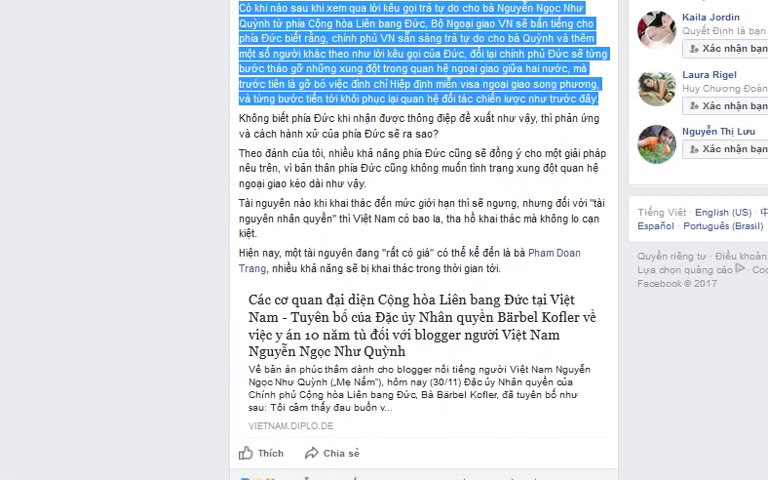 Có khi nào sau khi xem qua lời kêu gọi trả tự do cho bà Nguyễn Ngọc Như
Quỳnh từ phía Cộng hòa Liên bang Đức, Bộ Ngoại giao VN sẽ bắn tiếng cho
phía Đức biết rằng, chính phủ VN sẵn sàng trả tự do cho bà Quỳnh và thêm
một số người khác theo như lời kêu gọi của Đức, đổi lại chính phủ Đức sẽ từng
bước tháo gỡ những xung đột trong quan hệ ngoại giao giữa hai nước, mà
trước tiên là gỡ bỏ việc đình chỉ Hiệp định miễn visa ngoại giao song phương,
và từng bước tiến tới khôi phục lại quan hệ đối tác chiến lược như trước đây.
Không biết phía Đức khi nhận được thông điệp đề xuất như vậy, thì phản ứng
và cách hành xử của phía Đức sẽ ra sao?
Theo đánh của tôi, nhiều khả năng phía Đức cũng sẽ đồng ý cho một giải pháp
nêu trên, vì bản thân phía Đức cũng không muốn tình trạng xung đột quan hệ
ngoại giao kéo dài như vậy.
Tài nguyên nào khi khai thác đến mức giới hạn thì sẽ ngưng, nhưng đối với "tài
nguyên nhân quyền" thì Việt Nam có bao la, tha hồ khai thác mà không lo cạn
kiệt.
Hiện nay, một tài nguyên đang "rất có giá" có thể kể đến là bà Pham Doan
Trang, nhiều khả năng sẽ bị khai thác trong thời gian tới.
Các cơ quan đại diện Cộng hòa Liên bang Đức tại Việt
Nam - Tuyên bố của Đặc ủy Nhân quyền Bärbel Kofler về
việc y án 10 năm tù đối với blogger người Việt Nam
Nguyễn Ngọc Như Quỳnh
Về bản án phúc thẩm dành cho blogger nổi tiếng người Việt Nam Nguyễn
Ngọc Như Quỳnh („Mẹ Nấm"), hôm nay (30/11) Đặc ủy Nhân quyền của
Chính phủ Cộng hòa Liên bang Đức, Bà Bärbel Kofler, đã tuyên bố như
sau: Tôi cảm thấy đau buồn v...
VIETNAM.DIPLO.DE
Thích Chia sẻ
Kaila Jordin
Quyết Định là bạn
Xác nhận bạn
Laura Rigel
Huy Chương Đoàn
Xác nhận bạn
Nguyễn Thị Lưu
Xác nhận bạn
Tiếng Việt · English (US) · 中
Español · Português (Brasil)
Quyền riêng tư · Điều khoản
Lựa chọn quảng cáo · Coo
Facebook © 2017